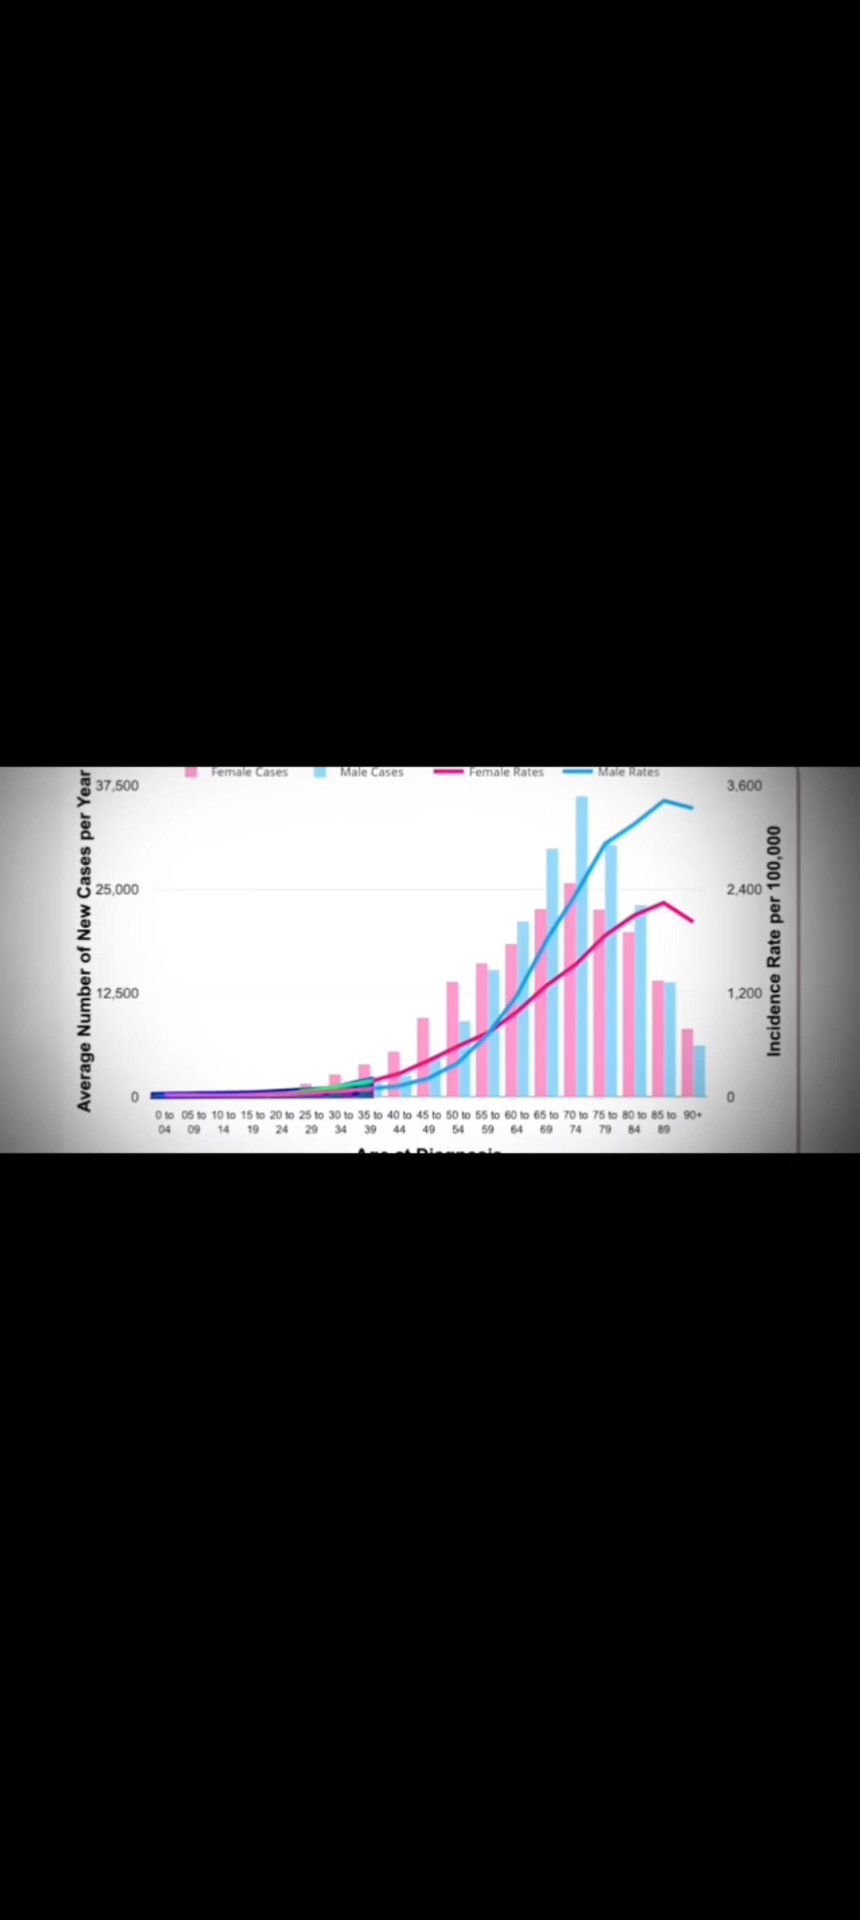 Female Cases Male Cases Female Rates Male Rates
Average Number of New Cases per Year
37,500
25,000
12,500
0
3,600
2,400
1,200
0
Incidence Rate per 100,000
0 to 05 to 10 to 15 to 20 to 25 to 30 to 35 to 40 to 45 to 50 to 55 to 60 to 65 to 70 to 75 to 80 to 85 to 90+
04 09 14 19 24 29 34 39 44 49 54 59 64 69 74 79 84 89
Age at Diagnosis